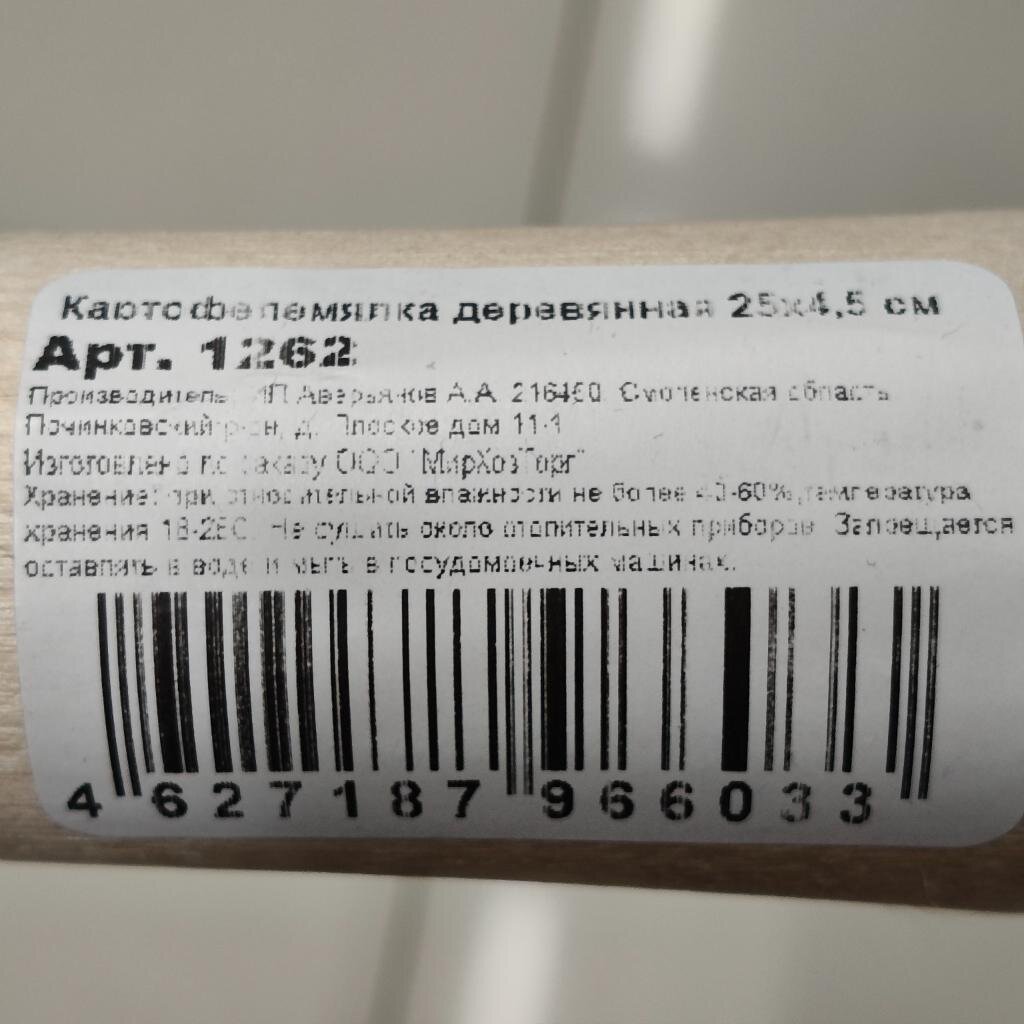 Картофелемялка деревянная 25х4,5 см
Арт. 1262
Производитель: ИП Аверьянов А.А. 216450 Смоленская область
Починковский р-он, д. Плоское дом 11-1
Изготовлено по заказу ООО "МирХозТорг"
Хранение: при относительной влажности не более 40-60%,температура
хранения 18-25С. Не сушить около отопительных приборов. Запрещается
оставлять в воде и мыть в посудомоечных машинах.
4 627187 966033